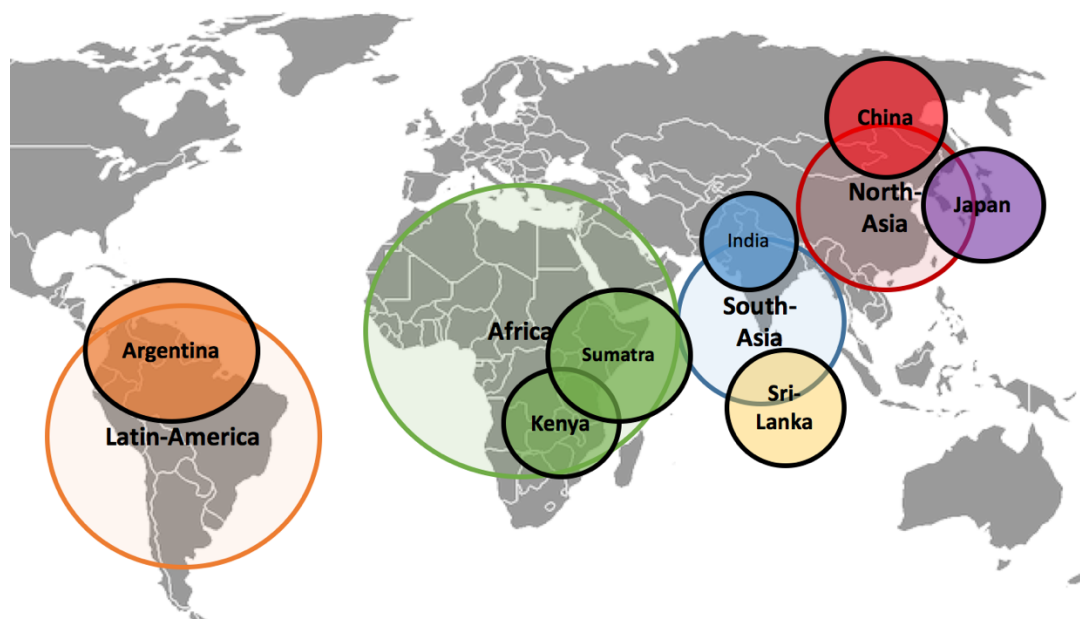 China
North-
Asia
Japan
India
South-
Asia
Africa
Sumatra
Argentina
Sri-
Lanka
Kenya
Latin-America